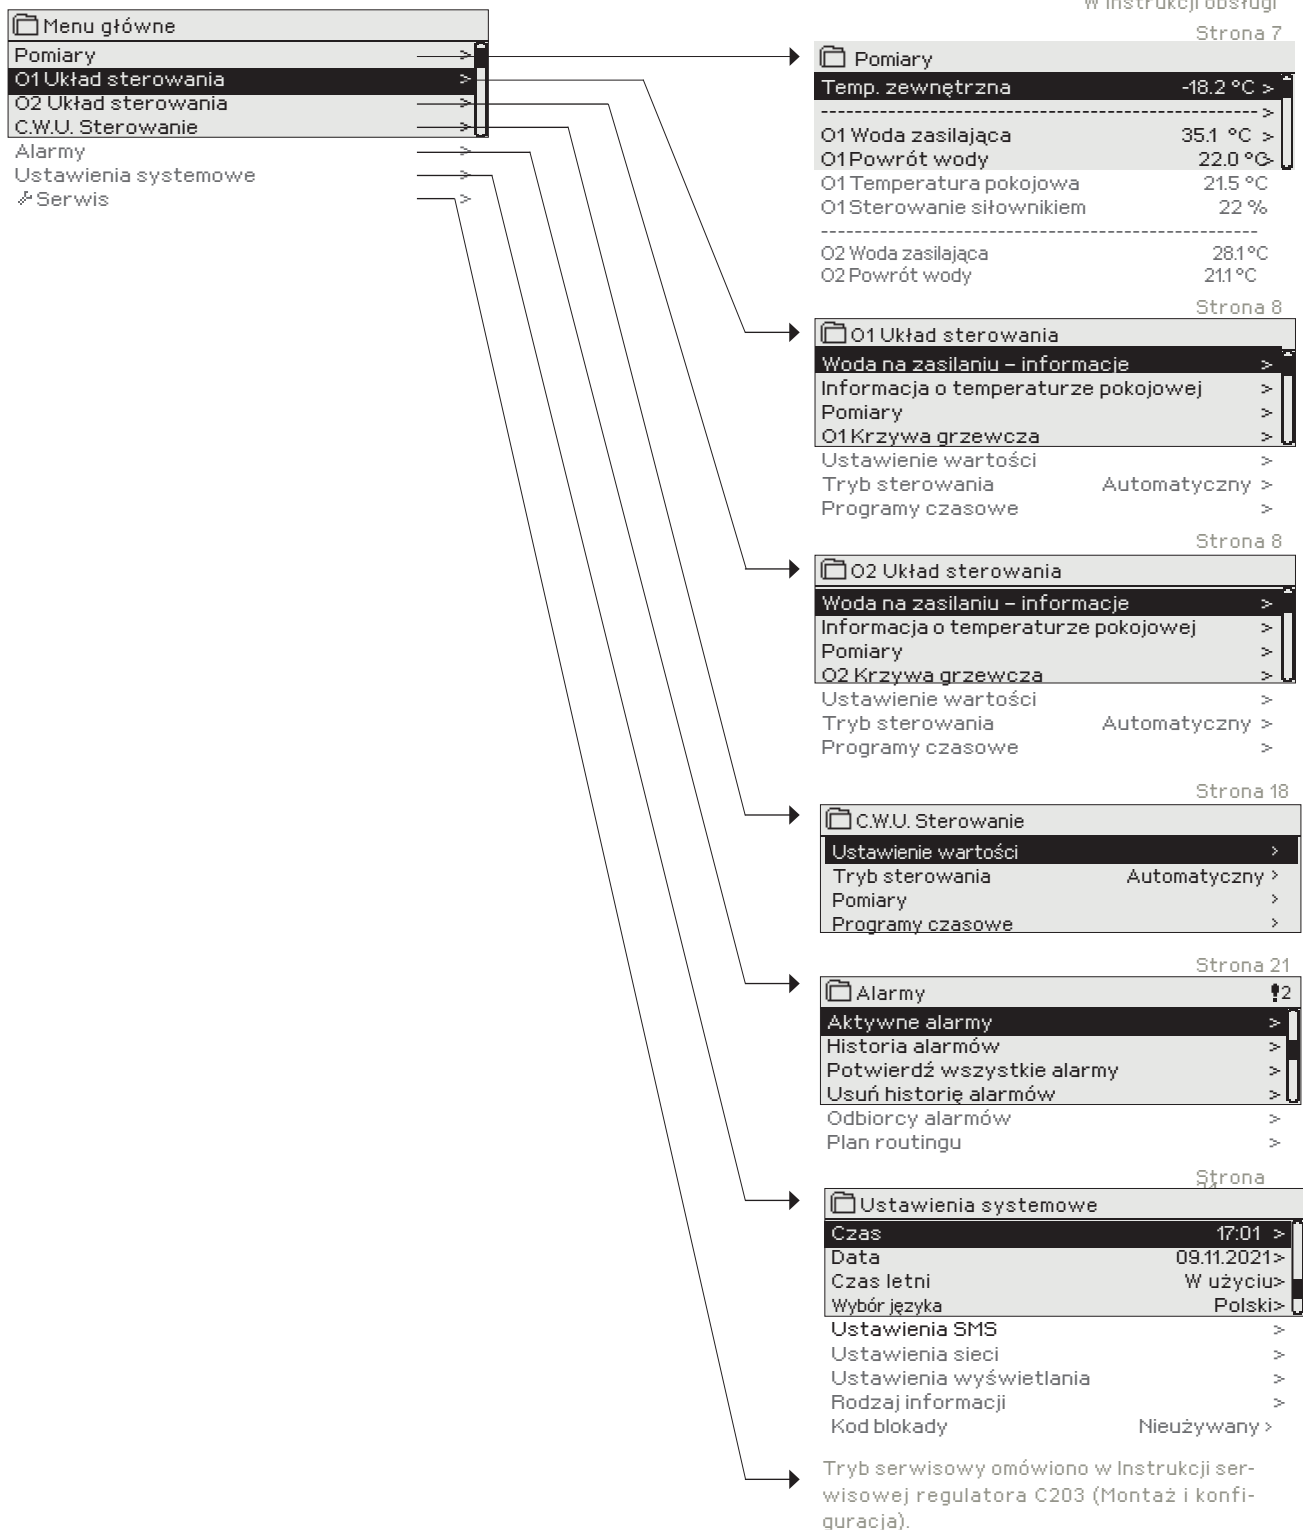 W instrukcji obsługi
Menu główne
Pomiary >
O1 Układ sterowania >
O2 Układ sterowania >
C.W.U. Sterowanie >
Alarmy >
Ustawienia systemowe >
Serwis >
Strona 7
Pomiary
Temp. zewnętrzna -18.2 °C >
--------------------------------------------------- >
O1 Woda zasilająca 35.1 °C >
O1 Powrót wody 22.0 °C>
O1 Temperatura pokojowa 21.5 °C
O1 Sterowanie siłownikiem 22 %
---------------------------------------------------
O2 Woda zasilająca 28.1 °C
O2 Powrót wody 21.1 °C
Strona 8
O1 Układ sterowania
Woda na zasilaniu – informacje >
Informacja o temperaturze pokojowej >
Pomiary >
O1 Krzywa grzewcza >
Ustawienie wartości >
Tryb sterowania Automatyczny >
Programy czasowe >
Strona 8
O2 Układ sterowania
Woda na zasilaniu – informacje >
Informacja o temperaturze pokojowej >
Pomiary >
O2 Krzywa grzewcza >
Ustawienie wartości >
Tryb sterowania Automatyczny >
Programy czasowe >
Strona 18
C.W.U. Sterowanie
Ustawienie wartości >
Tryb sterowania Automatyczny >
Pomiary >
Programy czasowe >
Strona 21
Alarmy 2
Aktywne alarmy >
Historia alarmów >
Potwierdź wszystkie alarmy >
Usuń historię alarmów >
Odbiorcy alarmów >
Plan routingu >
Strona
Ustawienia systemowe
Czas 17:01 >
Data 09.11.2021>
Czas letni W użyciu>
Wybór języka Polski>
Ustawienia SMS >
Ustawienia sieci >
Ustawienia wyświetlania >
Rodzaj informacji >
Kod blokady Nieużywany >
Tryb serwisowy omówiono w Instrukcji ser-
wisowej regulatora C203 (Montaż i konfi-
guracja).